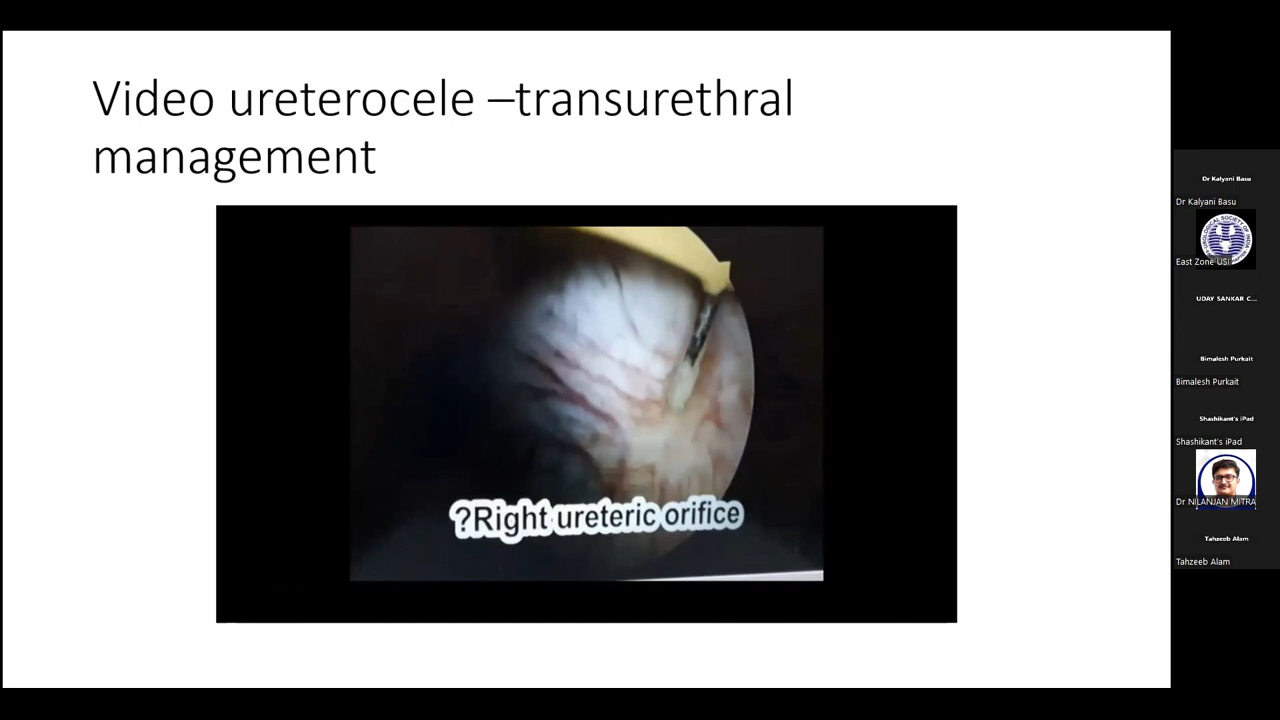 Video ureterocele –transurethral
management
?Right ureteric orifice
Dr Kalyani Basu
Dr Kalyani Basu
East Zone USI
UDAY SANKAR C...
Bimalesh Purkait
Bimalesh Purkait
Shashikant's iPad
Shashikant's iPad
Dr NILANJAN MITRA
Tahzeeb Alam
Tahzeeb Alam